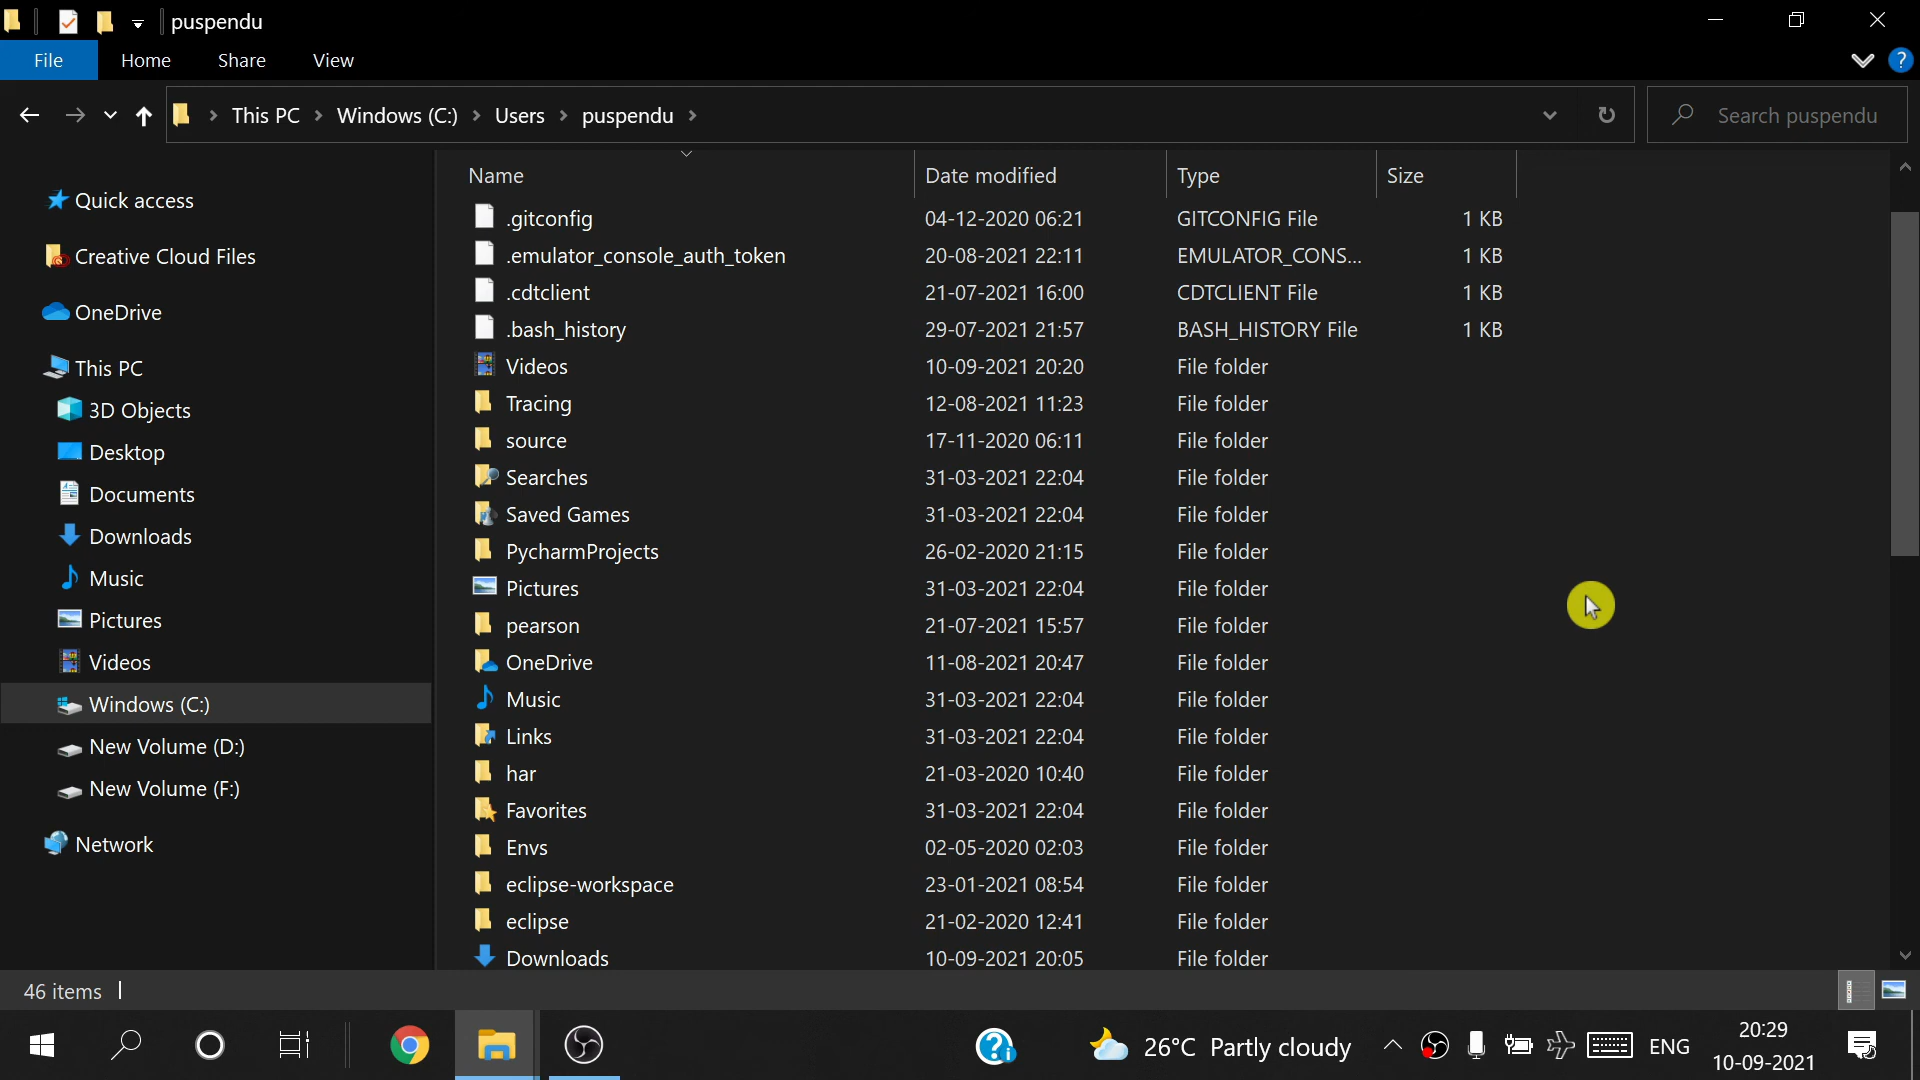 puspendu
File Home Share View
This PC Windows (C:) Users puspendu
Search puspendu
Quick access
Creative Cloud Files
OneDrive
This PC
3D Objects
Desktop
Documents
Downloads
Music
Pictures
Videos
Windows (C:)
New Volume (D:)
New Volume (F:)
Network
Name Date modified Type Size
.gitconfig 04-12-2020 06:21 GITCONFIG File 1 KB
.emulator_console_auth_token 20-08-2021 22:11 EMULATOR_CONS... 1 KB
.cdtclient 21-07-2021 16:00 CDTCLIENT File 1 KB
.bash_history 29-07-2021 21:57 BASH_HISTORY File 1 KB
Videos 10-09-2021 20:20 File folder
Tracing 12-08-2021 11:23 File folder
source 17-11-2020 06:11 File folder
Searches 31-03-2021 22:04 File folder
Saved Games 31-03-2021 22:04 File folder
PycharmProjects 26-02-2020 21:15 File folder
Pictures 31-03-2021 22:04 File folder
pearson 21-07-2021 15:57 File folder
OneDrive 11-08-2021 20:47 File folder
Music 31-03-2021 22:04 File folder
Links 31-03-2021 22:04 File folder
har 21-03-2020 10:40 File folder
Favorites 31-03-2021 22:04 File folder
Envs 02-05-2020 02:03 File folder
eclipse-workspace 23-01-2021 08:54 File folder
eclipse 21-02-2020 12:41 File folder
Downloads 10-09-2021 20:05 File folder
46 items
26°C Partly cloudy ENG
20:29
10-09-2021